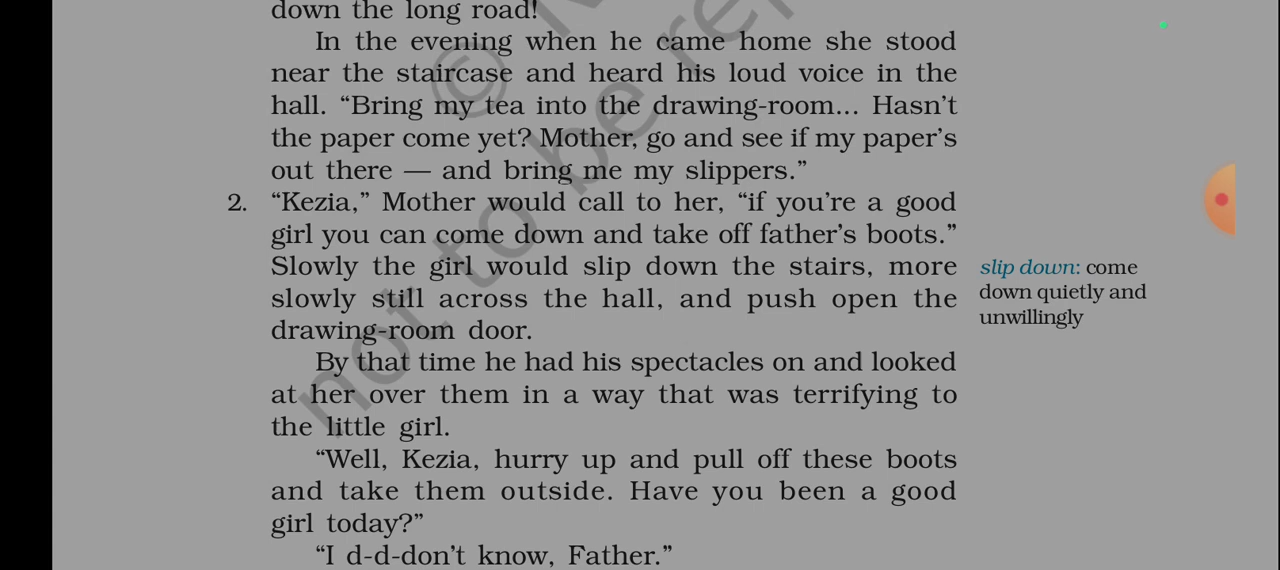 down the long road!
In the evening when he came home she stood
near the staircase and heard his loud voice in the
hall. “Bring my tea into the drawing-room... Hasn’t
the paper come yet? Mother, go and see if my paper’s
out there — and bring me my slippers.”
2. “Kezia,” Mother would call to her, “if you’re a good
girl you can come down and take off father’s boots.”
Slowly the girl would slip down the stairs, more
slowly still across the hall, and push open the
drawing-room door.
slip down: come
down quietly and
unwillingly
By that time he had his spectacles on and looked
at her over them in a way that was terrifying to
the little girl.
“Well, Kezia, hurry up and pull off these boots
and take them outside. Have you been a good
girl today?”
“I d-d-don’t know, Father.”
©
not to be re